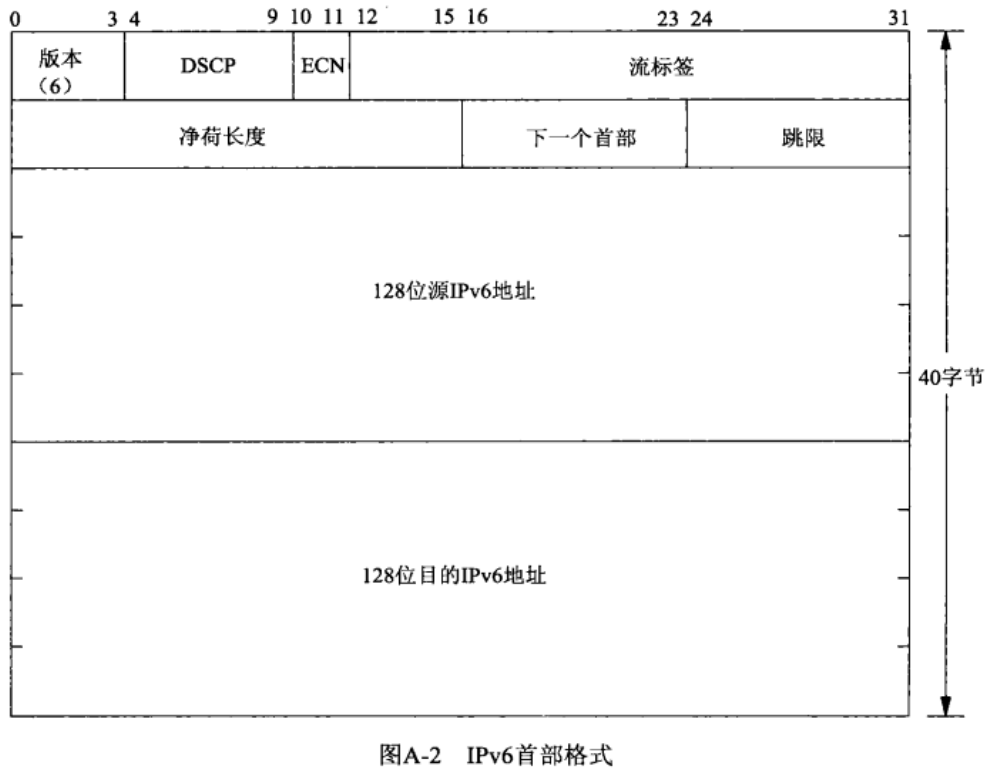 0 3 4 9 10 11 12 15 16 23 24 31
版本
（6）
DSCP
ECN
流标签
净荷长度
下一个首部
跳限
128位源IPv6地址
40字节
128位目的IPv6地址
图A-2 IPv6首部格式